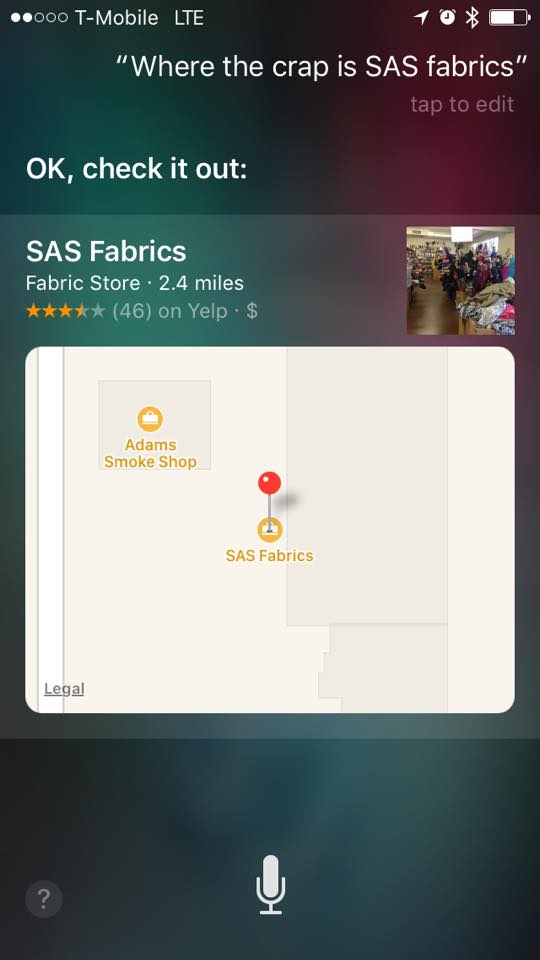 T-Mobile LTE
“Where the crap is SAS fabrics”
tap to edit
OK, check it out:
SAS Fabrics
Fabric Store · 2.4 miles
(46) on Yelp · $
Adams
Smoke Shop
SAS Fabrics
Legal
?